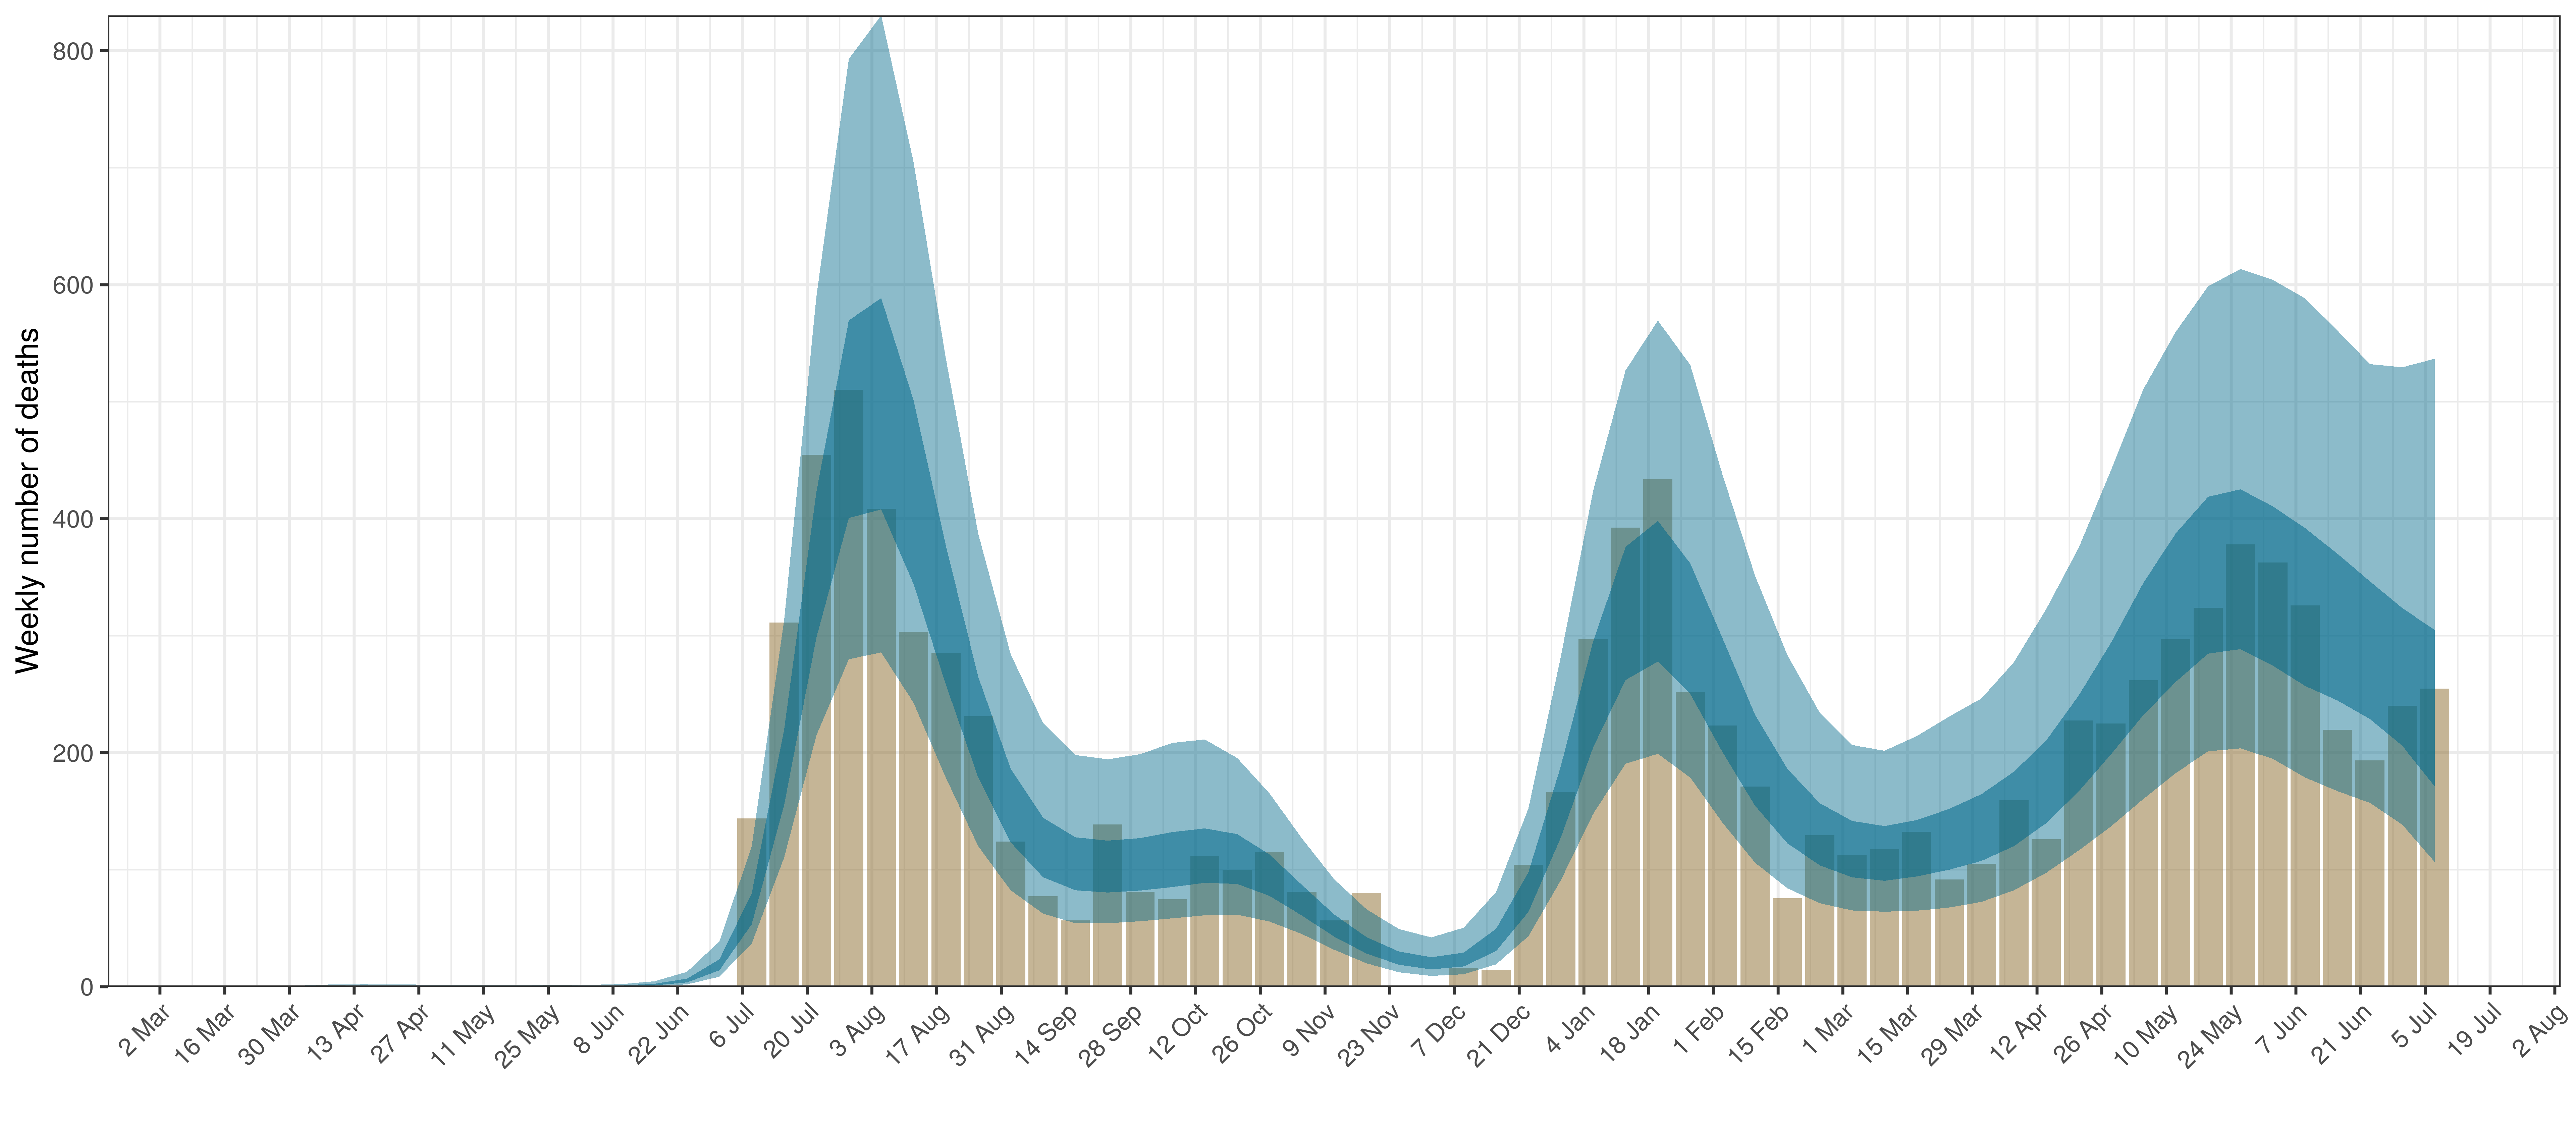 Weekly number of deaths
800
600
400
200
0
2 Mar
16 Mar
30 Mar
13 Apr
27 Apr
11 May
25 May
8 Jun
22 Jun
6 Jul
20 Jul
3 Aug
17 Aug
31 Aug
14 Sep
28 Sep
12 Oct
26 Oct
9 Nov
23 Nov
7 Dec
21 Dec
4 Jan
18 Jan
1 Feb
15 Feb
1 Mar
15 Mar
29 Mar
12 Apr
26 Apr
10 May
24 May
7 Jun
21 Jun
5 Jul
19 Jul
2 Aug